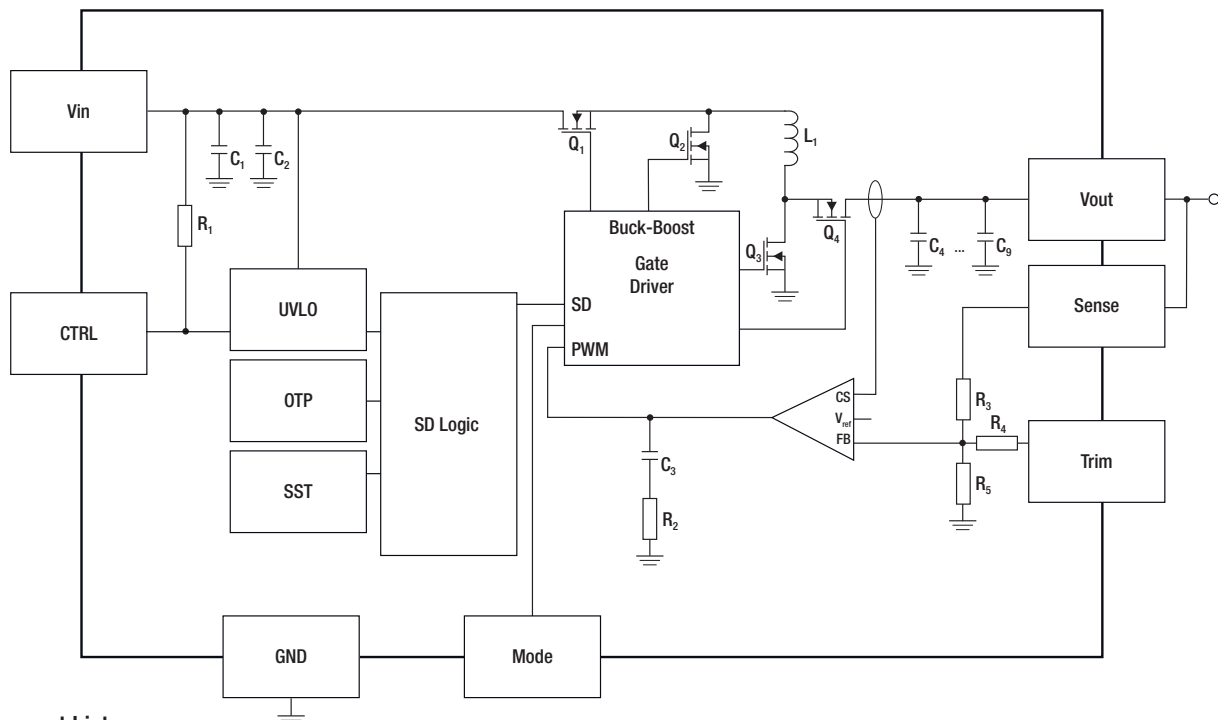 Vin
C1
C2
R1
CTRL
UVLO
OTP
SST
SD Logic
Q1
Q2
L1
Buck-Boost
Gate
Driver
SD
PWM
Q3
Q4
C4 ... C9
Vout
Sense
CS
Vref
FB
R3
R4
R5
Trim
C3
R2
GND
Mode